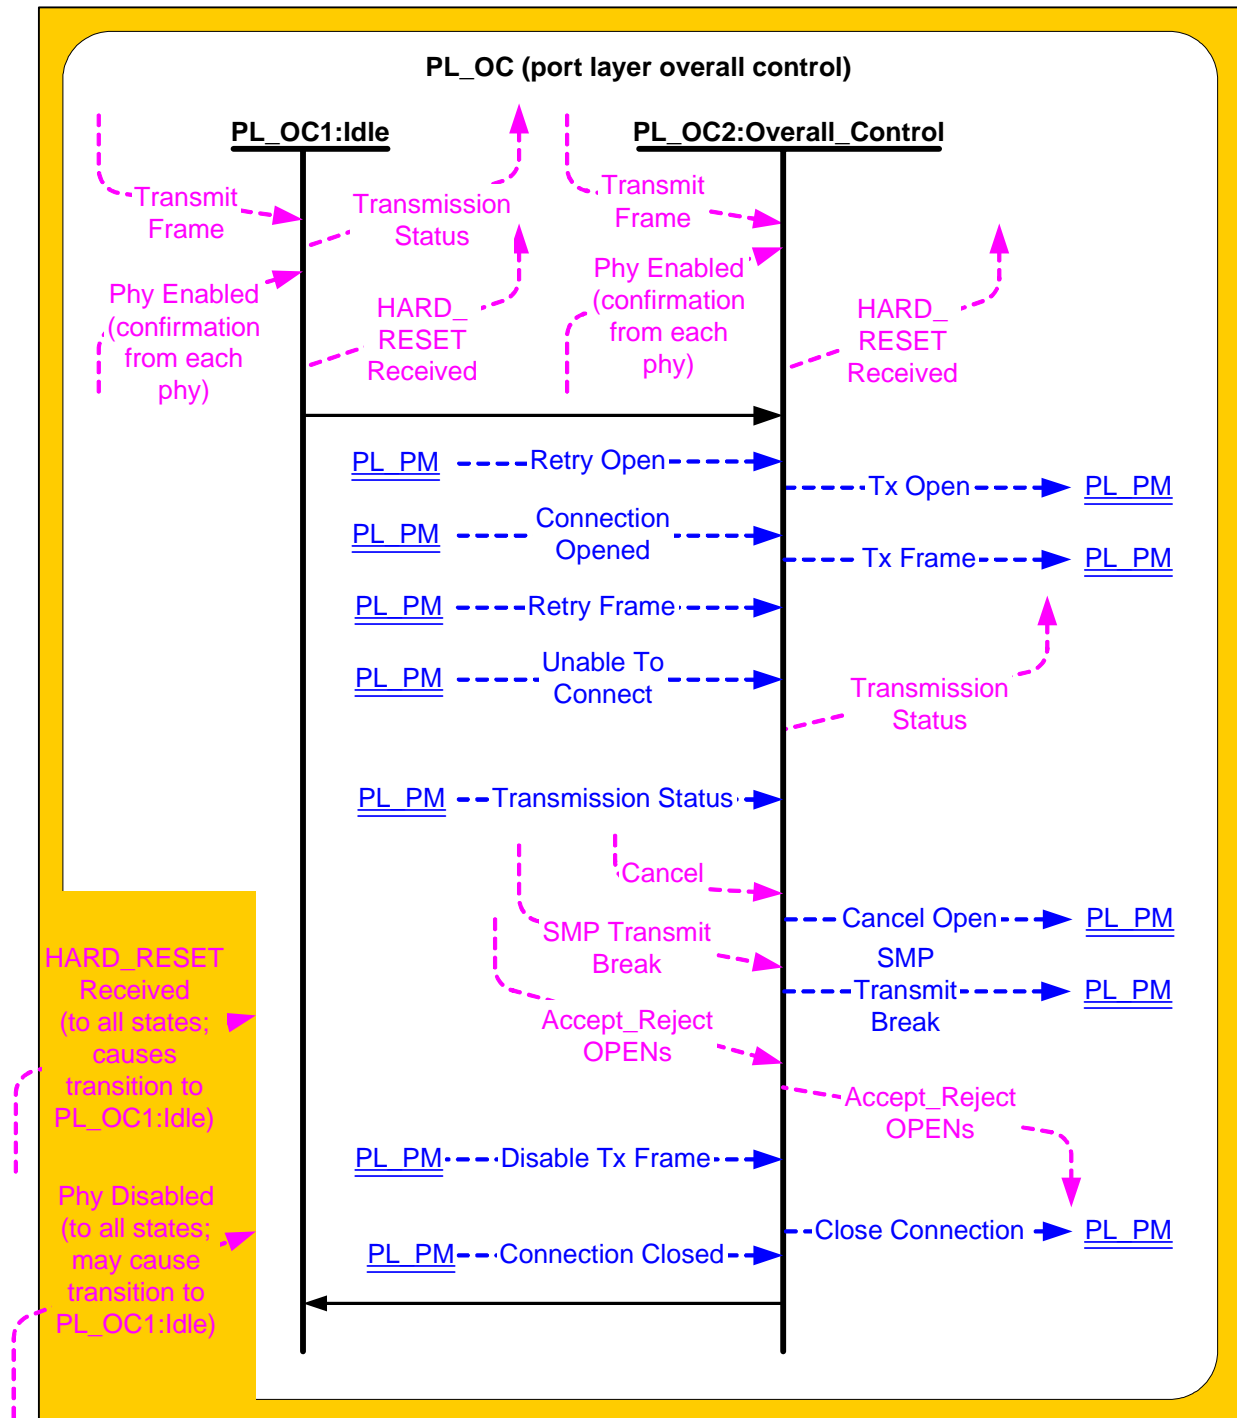 PL_OC (port layer overall control)
PL_OC1:Idle
PL_OC2:Overall_Control
Transmit
Frame
Transmission
Status
Transmit
Frame
Phy Enabled
(confirmation
from each
phy)
HARD_
RESET
Received
Phy Enabled
(confirmation
from each
phy)
HARD_
RESET
Received
PL_PM Retry Open
Tx Open PL_PM
PL_PM Connection
Opened
Tx Frame PL_PM
PL_PM Retry Frame
PL_PM Unable To
Connect
Transmission
Status
PL_PM Transmission Status
Cancel
Cancel Open PL_PM
SMP Transmit
Break
SMP
Transmit
Break
PL_PM
HARD_RESET
Received
(to all states;
causes
transition to
PL_OC1:Idle)
Accept_Reject
OPENs
Accept_Reject
OPENs
PL_PM Disable Tx Frame
Phy Disabled
(to all states;
may cause
transition to
PL_OC1:Idle)
Close Connection PL_PM
PL_PM Connection Closed